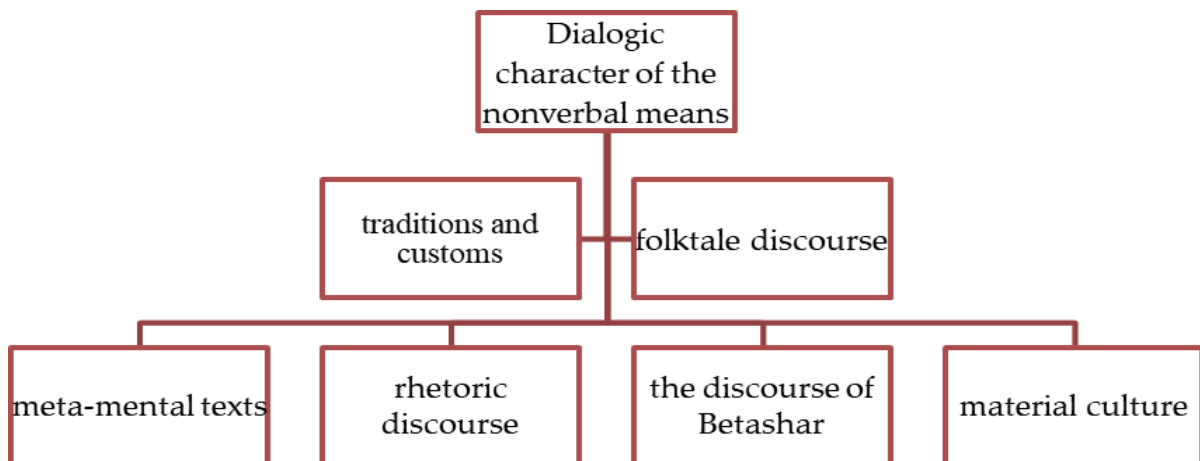 Dialogic
character of the
nonverbal means
traditions and
customs
folktale discourse
meta-mental texts
rhetoric
discourse
the discourse of
Betashar
material culture